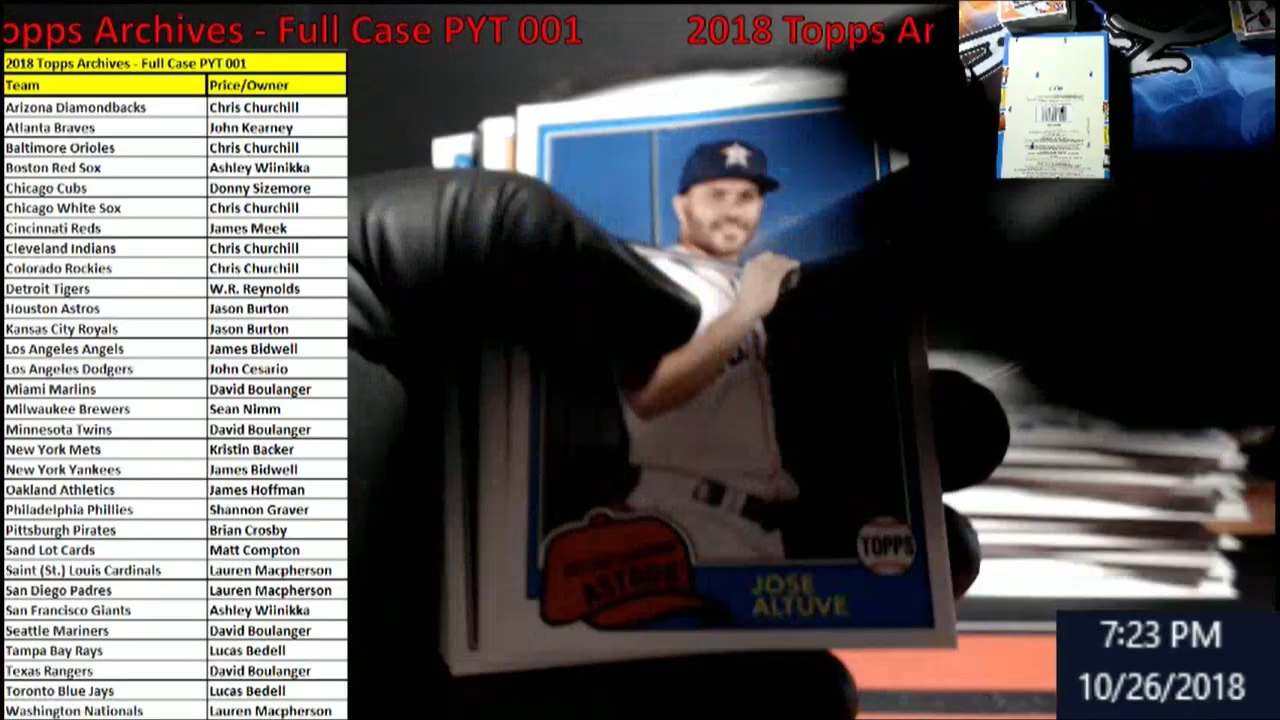 opps Archives - Full Case PYT 001 2018 Topps Ar
2018 Topps Archives - Full Case PYT 001
Team Price/Owner
Arizona Diamondbacks Chris Churchill
Atlanta Braves John Kearney
Baltimore Orioles Chris Churchill
Boston Red Sox Ashley Wiinikka
Chicago Cubs Donny Sizemore
Chicago White Sox Chris Churchill
Cincinnati Reds James Meek
Cleveland Indians Chris Churchill
Colorado Rockies Chris Churchill
Detroit Tigers W.R. Reynolds
Houston Astros Jason Burton
Kansas City Royals Jason Burton
Los Angeles Angels James Bidwell
Los Angeles Dodgers John Cesario
Miami Marlins David Boulanger
Milwaukee Brewers Sean Nimm
Minnesota Twins David Boulanger
New York Mets Kristin Backer
New York Yankees James Bidwell
Oakland Athletics James Hoffman
Philadelphia Phillies Shannon Graver
Pittsburgh Pirates Brian Crosby
Sand Lot Cards Matt Compton
Saint (St.) Louis Cardinals Lauren Macpherson
San Diego Padres Lauren Macpherson
San Francisco Giants Ashley Wiinikka
Seattle Mariners David Boulanger
Tampa Bay Rays Lucas Bedell
Texas Rangers David Boulanger
Toronto Blue Jays Lucas Bedell
Washington Nationals Lauren Macpherson
ASTROS
TOPPS
JOSE
ALTUVE
7:23 PM
10/26/2018